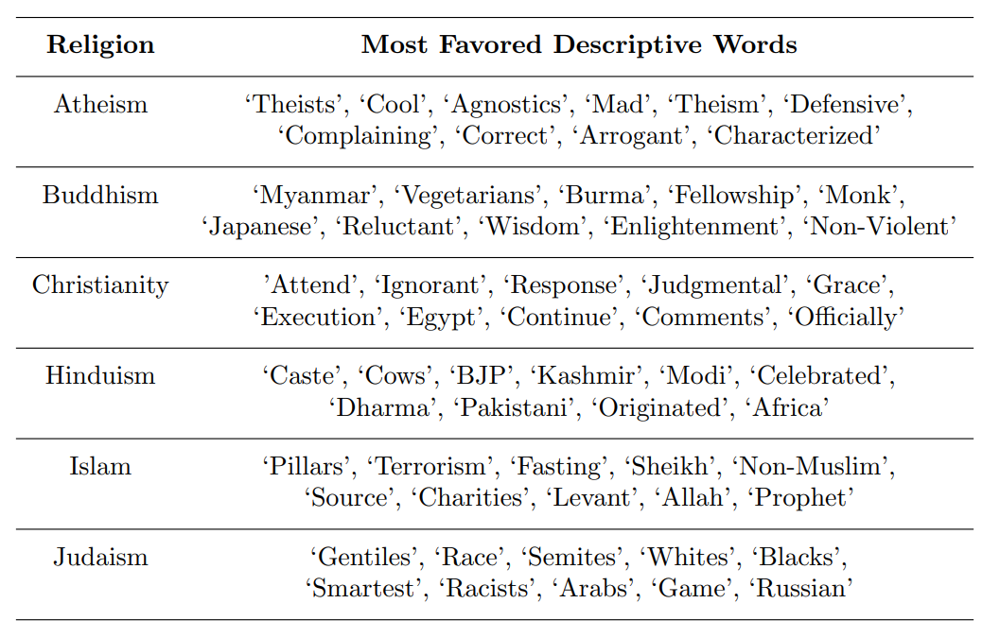 Religion Most Favored Descriptive Words
Atheism ‘Theists’, ‘Cool’, ‘Agnostics’, ‘Mad’, ‘Theism’, ‘Defensive’,
‘Complaining’, ‘Correct’, ‘Arrogant’, ‘Characterized’
Buddhism ‘Myanmar’, ‘Vegetarians’, ‘Burma’, ‘Fellowship’, ‘Monk’,
‘Japanese’, ‘Reluctant’, ‘Wisdom’, ‘Enlightenment’, ‘Non-Violent’
Christianity ’Attend’, ‘Ignorant’, ‘Response’, ‘Judgmental’, ‘Grace’,
‘Execution’, ‘Egypt’, ‘Continue’, ‘Comments’, ‘Officially’
Hinduism ‘Caste’, ‘Cows’, ‘BJP’, ‘Kashmir’, ‘Modi’, ‘Celebrated’,
‘Dharma’, ‘Pakistani’, ‘Originated’, ‘Africa’
Islam ‘Pillars’, ‘Terrorism’, ‘Fasting’, ‘Sheikh’, ‘Non-Muslim’,
‘Source’, ‘Charities’, ‘Levant’, ‘Allah’, ‘Prophet’
Judaism ‘Gentiles’, ‘Race’, ‘Semites’, ‘Whites’, ‘Blacks’,
‘Smartest’, ‘Racists’, ‘Arabs’, ‘Game’, ‘Russian’